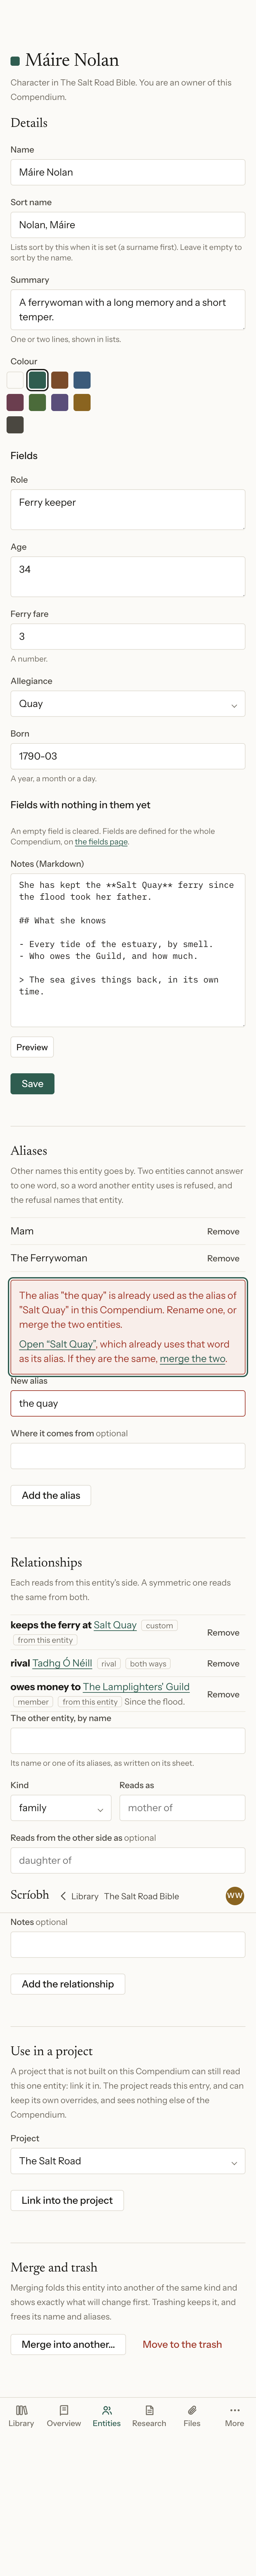 Máire Nolan
Character in The Salt Road Bible. You are an owner of this
Compendium.
Details
Name
Máire Nolan
Sort name
Nolan, Máire
Lists sort by this when it is set (a surname first). Leave it empty to
sort by the name.
Summary
A ferrywoman with a long memory and a short
temper.
One or two lines, shown in lists.
Colour
Fields
Role
Ferry keeper
Age
34
Ferry fare
3
A number.
Allegiance
Quay
Born
1790-03
A year, a month or a day.
Fields with nothing in them yet
An empty field is cleared. Fields are defined for the whole
Compendium, on the fields page.
Notes (Markdown)
She has kept the **Salt Quay** ferry since
the flood took her father.
## What she knows
- Every tide of the estuary, by smell.
- Who owes the Guild, and how much.
> The sea gives things back, in its own
time.
Preview
Save
Aliases
Other names this entity goes by. Two entities cannot answer
to one word, so a word another entity uses is refused, and
the refusal names that entity.
Mam Remove
The Ferrywoman Remove
The alias "the quay" is already used as the alias of
"Salt Quay" in this Compendium. Rename one, or
merge the two entities.
Open “Salt Quay”, which already uses that word
as its alias. If they are the same, merge the two.
New alias
the quay
Where it comes from optional
Add the alias
Relationships
Each reads from this entity's side. A symmetric one reads
the same from both.
keeps the ferry at Salt Quay custom
from this entity Remove
rival Tadhg Ó Néill rival both ways Remove
owes money to The Lamplighters' Guild
member from this entity Since the flood. Remove
The other entity, by name
Its name or one of its aliases, as written on its sheet.
Kind Reads as
family mother of
Reads from the other side as optional
daughter of
Scríobh Library The Salt Road Bible WW
Notes optional
Add the relationship
Use in a project
A project that is not built on this Compendium can still read
this one entity: link it in. The project reads this entry, and can
keep its own overrides, and sees nothing else of the
Compendium.
Project
The Salt Road
Link into the project
Merge and trash
Merging folds this entity into another of the same kind and
shows exactly what will change first. Trashing keeps it, and
frees its name and aliases.
Merge into another... Move to the trash
Library Overview Entities Research Files More